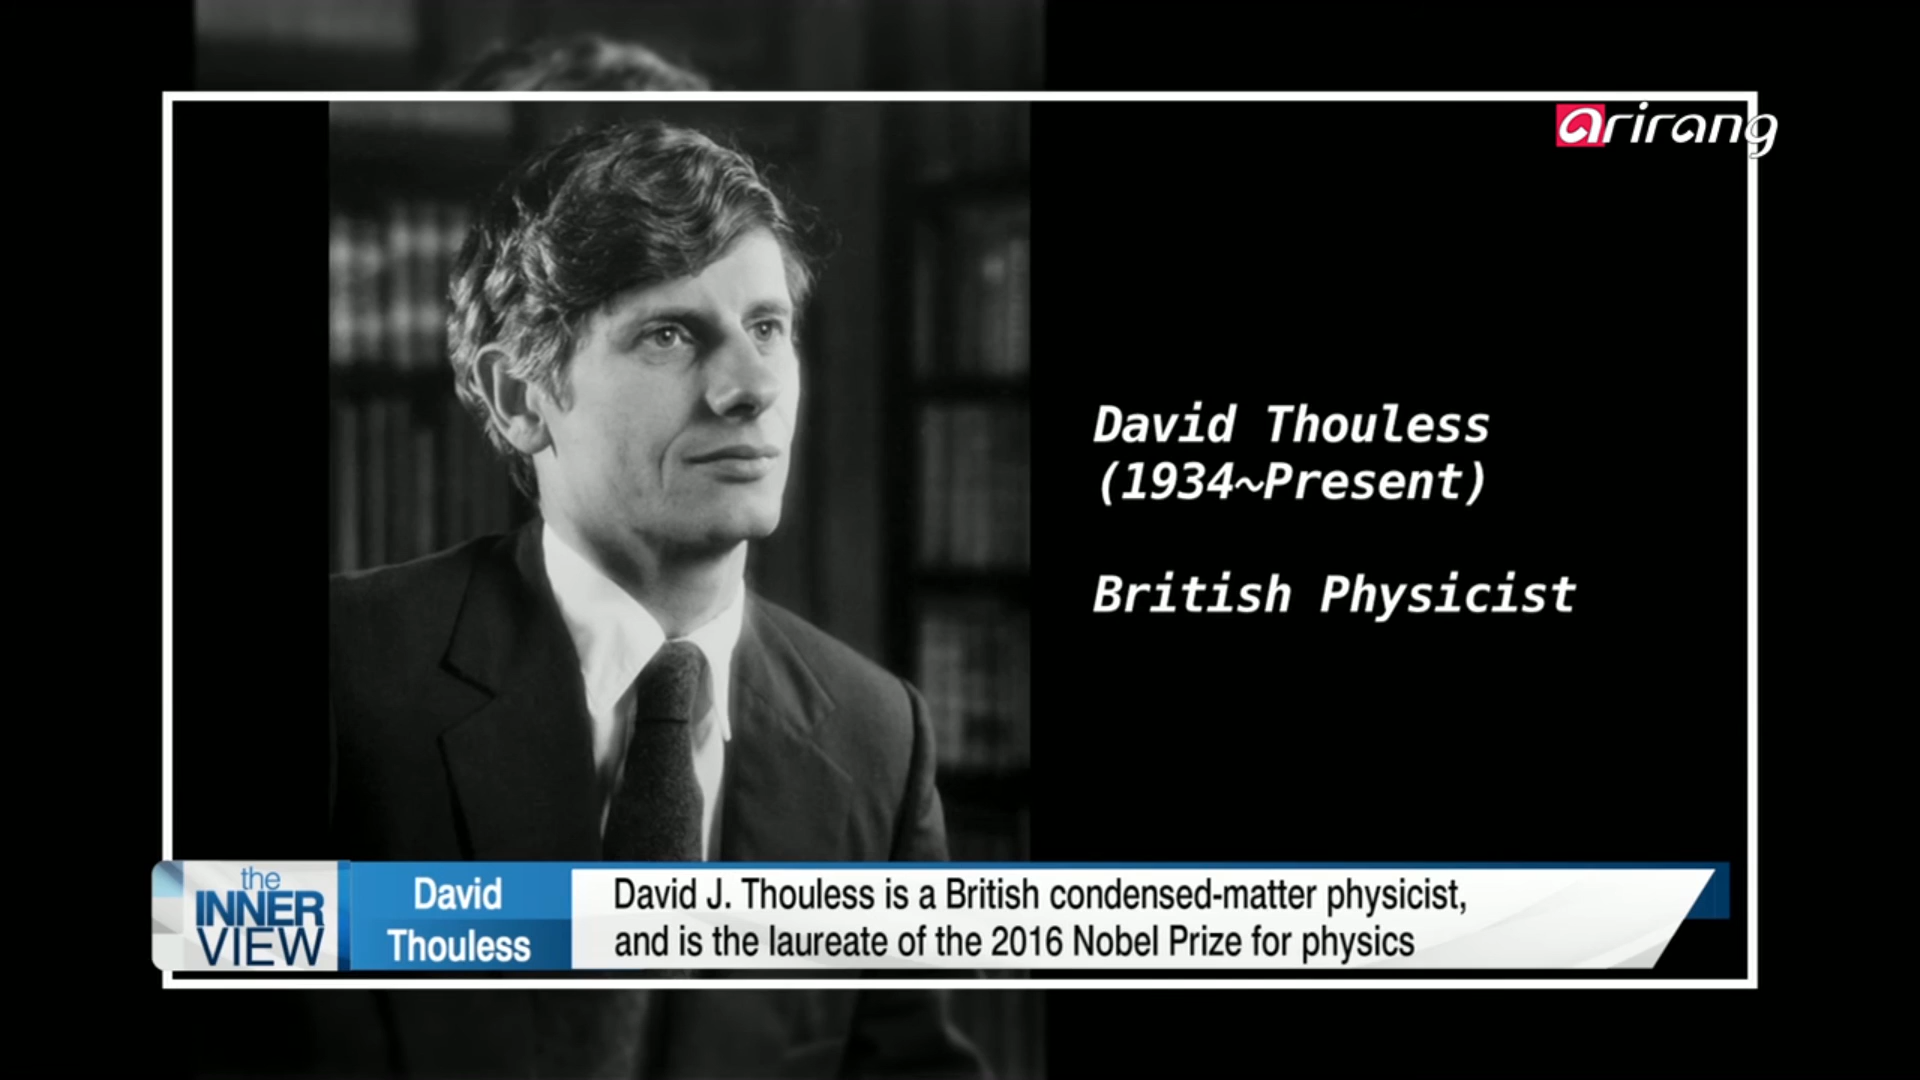 arirang
David Thouless
(1934~Present)
British Physicist
the
INNER
VIEW
David
Thouless
David J. Thouless is a British condensed-matter physicist,
and is the laureate of the 2016 Nobel Prize for physics